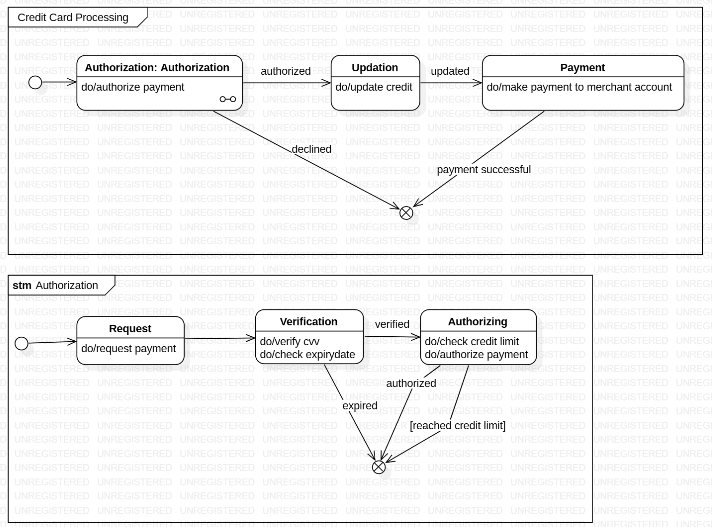 Credit Card Processing
Authorization: Authorization
do/authorize payment
authorized
Updation
do/update credit
updated
Payment
do/make payment to merchant account
declined
payment successful
stm Authorization
Request
do/request payment
Verification
do/verify cvv
do/check expirydate
verified
Authorizing
do/check credit limit
do/authorize payment
authorized
expired
[reached credit limit]
UNREGISTERED